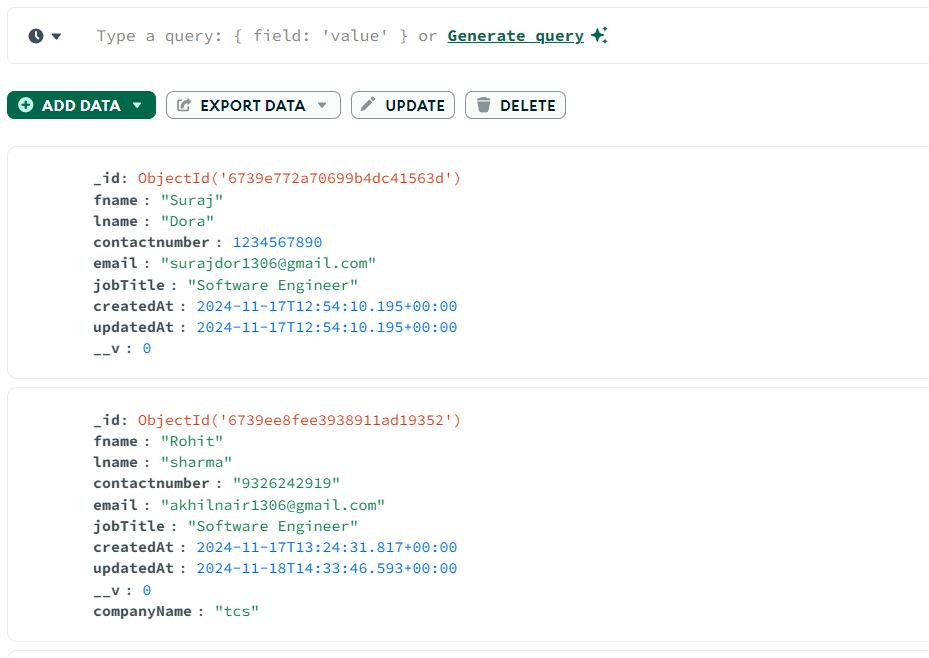 Type a query: { field: 'value' } or Generate query
ADD DATA EXPORT DATA UPDATE DELETE
_id: ObjectId('6739e772a70699b4dc41563d')
fname : "Suraj"
lname : "Dora"
contactnumber : 1234567890
email : "surajdor1306@gmail.com"
jobTitle : "Software Engineer"
createdAt : 2024-11-17T12:54:10.195+00:00
updatedAt : 2024-11-17T12:54:10.195+00:00
__v : 0
_id: ObjectId('6739ee8fee3938911ad19352')
fname : "Rohit"
lname : "sharma"
contactnumber : "9326242919"
email : "akhilnair1306@gmail.com"
jobTitle : "Software Engineer"
createdAt : 2024-11-17T13:24:31.817+00:00
updatedAt : 2024-11-18T14:33:46.593+00:00
__v : 0
companyName : "tcs"